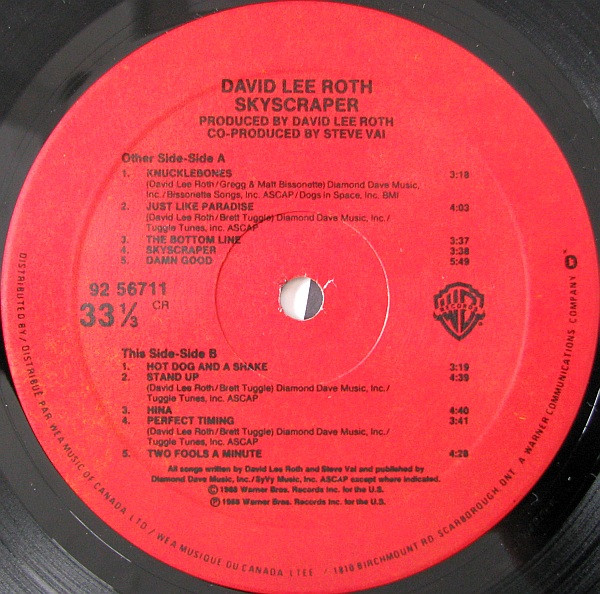 DAVID LEE ROTH
SKYSCRAPER
PRODUCED BY DAVID LEE ROTH
CO-PRODUCED BY STEVE VAI
Other Side-Side A
1. KNUCKLEBONES 3:18
(David Lee Roth/Gregg & Matt Bissonette) Diamond Dave Music,
Inc./Bissonette Songs, Inc. ASCAP/Dogs in Space, Inc. BMI
2. JUST LIKE PARADISE 4:03
(David Lee Roth/Brett Tuggle) Diamond Dave Music, Inc./
Tuggle Tunes, Inc. ASCAP
3. THE BOTTOM LINE 3:37
4. SKYSCRAPER 3:38
5. DAMN GOOD 5:49
92 56711
CR
33 ⅓
WB
RECORDS
This Side-Side B
1. HOT DOG AND A SHAKE 3:19
2. STAND UP 4:39
(David Lee Roth/Brett Tuggle) Diamond Dave Music, Inc./
Tuggle Tunes, Inc. ASCAP
3. HINA 4:40
4. PERFECT TIMING 3:41
(David Lee Roth/Brett Tuggle) Diamond Dave Music, Inc./
Tuggle Tunes, Inc. ASCAP
5. TWO FOOLS A MINUTE 4:28
All songs written by David Lee Roth and Steve Vai and published by
Diamond Dave Music, Inc./SyVy Music, Inc. ASCAP except where indicated.
© 1988 Warner Bros. Records Inc. for the U.S.
℗ 1988 Warner Bros. Records Inc. for the U.S.
DISTRIBUTED BY / DISTRIBUÉ PAR WEA MUSIC OF CANADA LTD / WEA MUSIQUE DU CANADA LTEE / 1810 BIRCHMOUNT RD SCARBOROUGH, ONT. A WARNER COMMUNICATIONS COMPANY